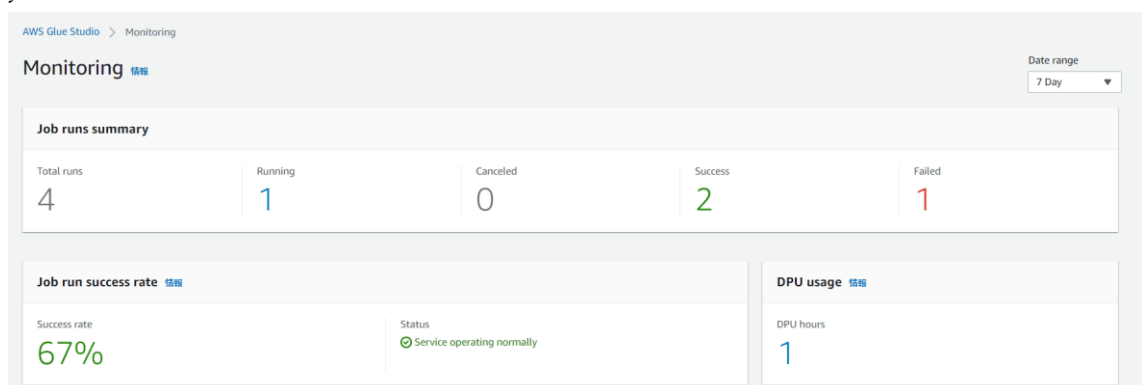 AWS Glue Studio > Monitoring
Monitoring 情報
Date range
7 Day
Job runs summary
Total runs
Running
Canceled
Success
Failed
4
1
0
2
1
Job run success rate 情報
DPU usage 情報
Success rate
Status
DPU hours
67%
Service operating normally
1